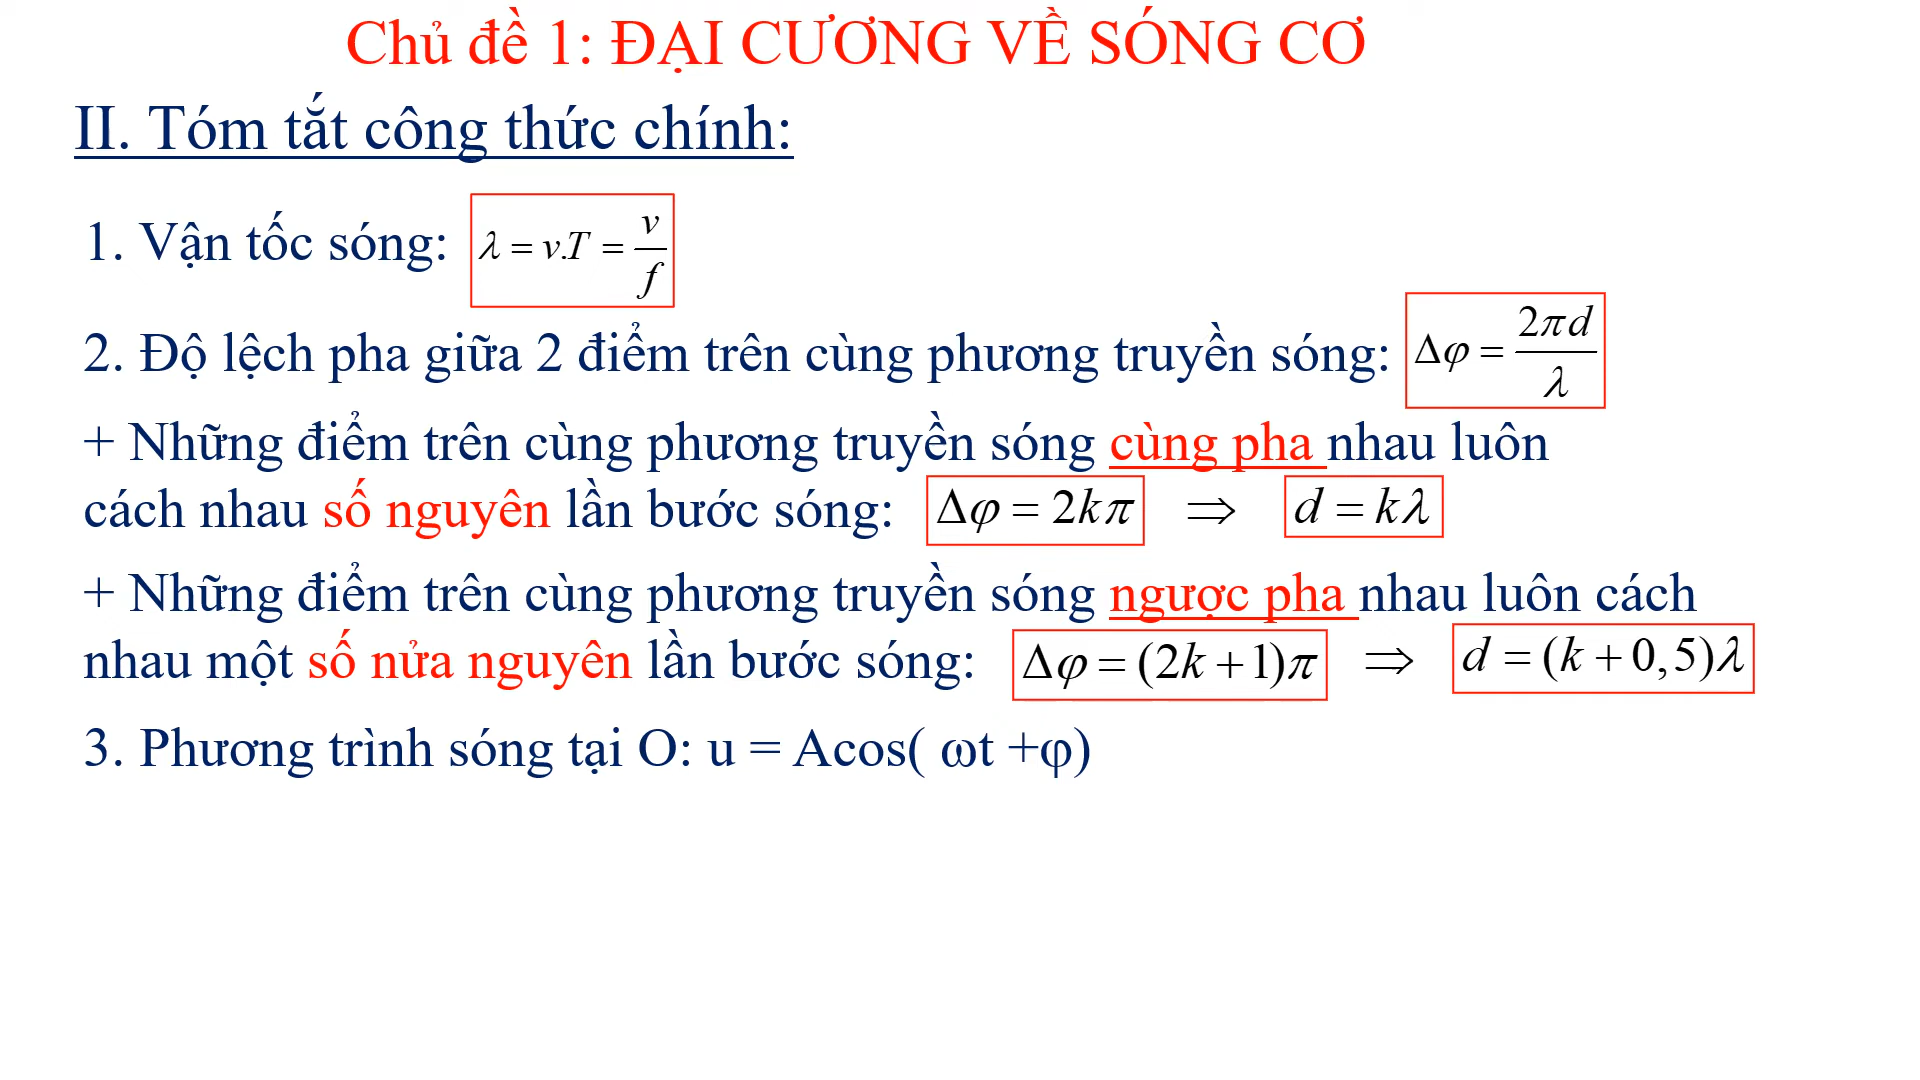 Chủ đề 1: ĐẠI CƯƠNG VỀ SÓNG CƠ
II. Tóm tắt công thức chính:
1. Vận tốc sóng: λ = v.T = v/f
2. Độ lệch pha giữa 2 điểm trên cùng phương truyền sóng: Δφ = 2πd/λ
+ Những điểm trên cùng phương truyền sóng cùng pha nhau luôn
cách nhau số nguyên lần bước sóng: Δφ = 2kπ ⇒ d = kλ
+ Những điểm trên cùng phương truyền sóng ngược pha nhau luôn cách
nhau một số nửa nguyên lần bước sóng: Δφ = (2k + 1)π ⇒ d = (k + 0,5)λ
3. Phương trình sóng tại O: u = Acos( ωt +φ)